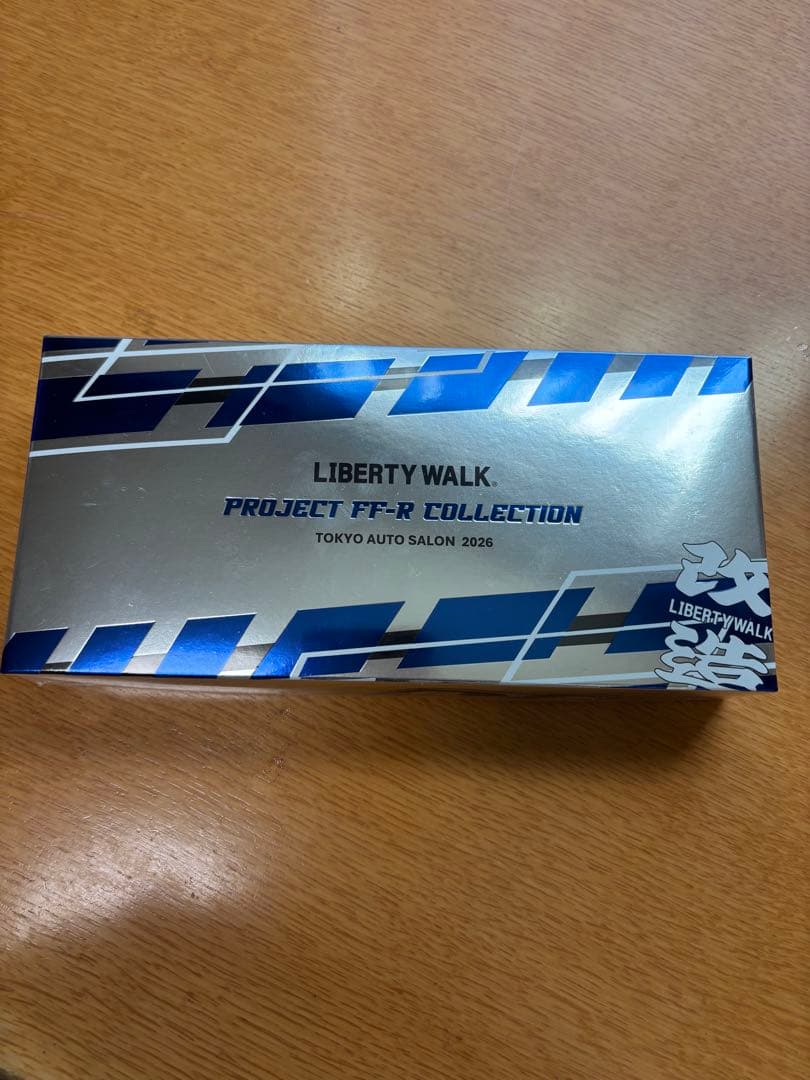 LIBERTY WALK®
PROJECT FF-R COLLECTION
TOKYO AUTO SALON 2026
改
LIBERTY WALK
造